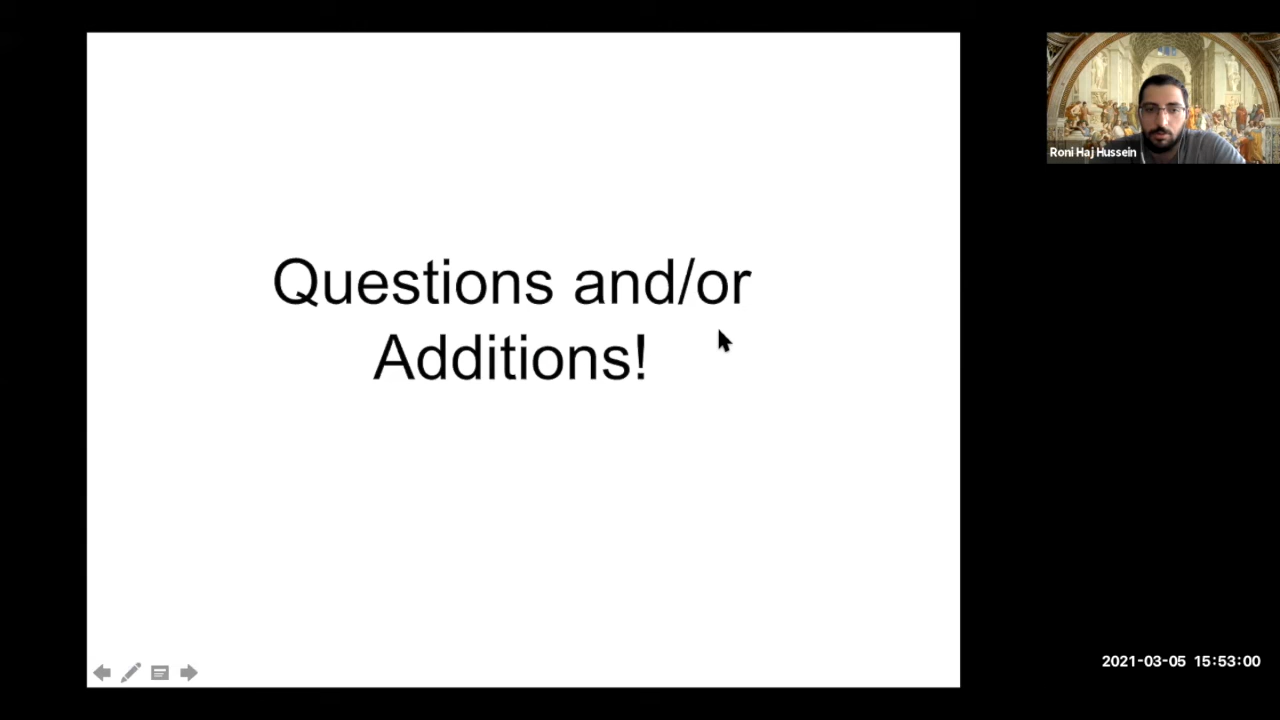 Questions and/or
Additions!
Roni Haj Hussein
2021-03-05 15:53:00